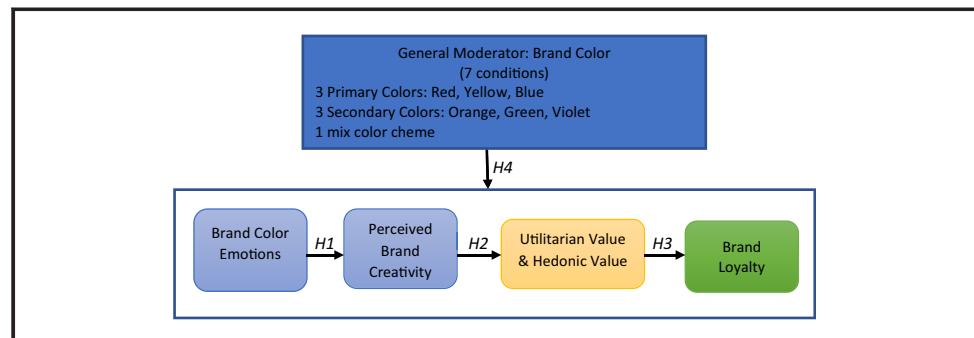 General Moderator: Brand Color
(7 conditions)
3 Primary Colors: Red, Yellow, Blue
3 Secondary Colors: Orange, Green, Violet
1 mix color cheme
H4
Brand Color
Emotions
H1
Perceived
Brand
Creativity
H2
Utilitarian Value
& Hedonic Value
H3
Brand
Loyalty